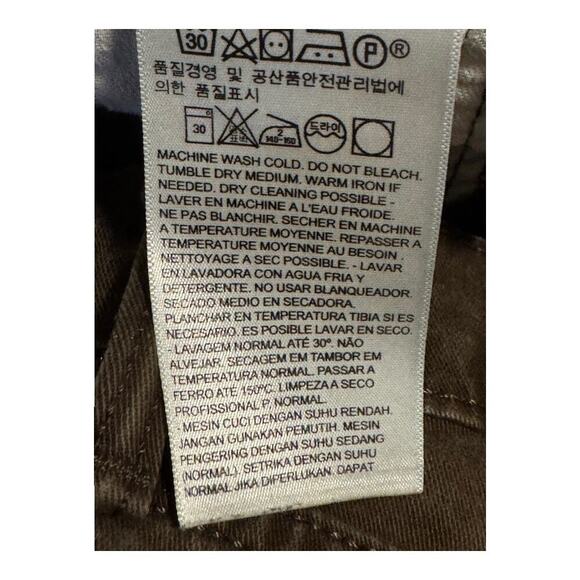 30 P ®
품질경영 및 공산품안전관리법에
의한 품질표시
30 2 140-160 드라이
MACHINE WASH COLD. DO NOT BLEACH.
TUMBLE DRY MEDIUM. WARM IRON IF
NEEDED. DRY CLEANING POSSIBLE -
LAVER EN MACHINE A L'EAU FROIDE.
NE PAS BLANCHIR. SECHER EN MACHINE
A TEMPERATURE MOYENNE. REPASSER A
TEMPERATURE MOYENNE AU BESOIN .
NETTOYAGE A SEC POSSIBLE. - LAVAR
EN LAVADORA CON AGUA FRIA Y
DETERGENTE. NO USAR BLANQUEADOR.
SECADO MEDIO EN SECADORA.
PLANCHAR EN TEMPERATURA TIBIA SI ES
NECESARIO. ES POSIBLE LAVAR EN SECO.
- LAVAGEM NORMAL ATÉ 30º. NÃO
ALVEJAR. SECAGEM EM TAMBOR EM
TEMPERATURA NORMAL. PASSAR A
FERRO ATÉ 150ºC. LIMPEZA A SECO
PROFISSIONAL P, NORMAL.
- MESIN CUCI DENGAN SUHU RENDAH.
JANGAN GUNAKAN PEMUTIH. MESIN
PENGERING DENGAN SUHU SEDANG
(NORMAL). SETRIKA DENGAN SUHU
NORMAL JIKA DIPERLUKAN. DAPAT